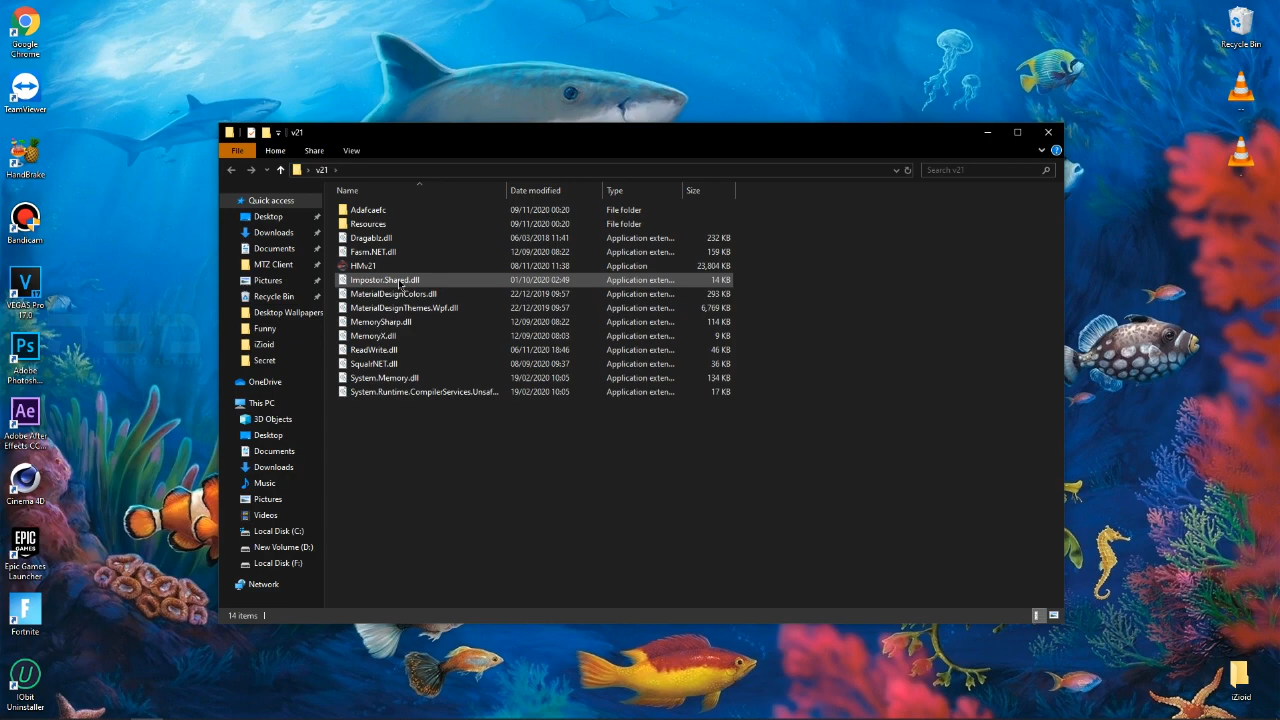 Google
Chrome
TeamViewer
HandBrake
Bandicam
VEGAS Pro
17.0
Adobe
Photosh...
Adobe After
Effects CC...
Cinema 4D
Epic Games
Launcher
Fortnite
IObit
Uninstaller
v21
File Home Share View
v21
Search v21
Name Date modified Type Size
Quick access
Desktop
Downloads
Documents
MTZ Client
Pictures
Recycle Bin
Desktop Wallpapers
Funny
iZioid
Secret
OneDrive
This PC
3D Objects
Desktop
Documents
Downloads
Music
Pictures
Videos
Local Disk (C:)
New Volume (D:)
Local Disk (F:)
Network
Adafcaefc 09/11/2020 00:20 File folder
Resources 09/11/2020 00:20 File folder
Dragablz.dll 06/03/2018 11:41 Application exten... 232 KB
Fasm.NET.dll 12/09/2020 08:22 Application exten... 159 KB
HMv21 08/11/2020 11:38 Application 23,804 KB
Impostor.Shared.dll 01/10/2020 02:49 Application exten... 14 KB
MaterialDesignColors.dll 22/12/2019 09:57 Application exten... 293 KB
MaterialDesignThemes.Wpf.dll 22/12/2019 09:57 Application exten... 6,769 KB
MemorySharp.dll 12/09/2020 08:22 Application exten... 114 KB
MemoryX.dll 12/09/2020 08:03 Application exten... 9 KB
ReadWrite.dll 06/11/2020 18:46 Application exten... 46 KB
SqualrNET.dll 08/09/2020 09:37 Application exten... 36 KB
System.Memory.dll 19/02/2020 10:05 Application exten... 134 KB
System.Runtime.CompilerServices.Unsaf... 19/02/2020 10:05 Application exten... 17 KB
14 items
Recycle Bin
..
..
iZioid